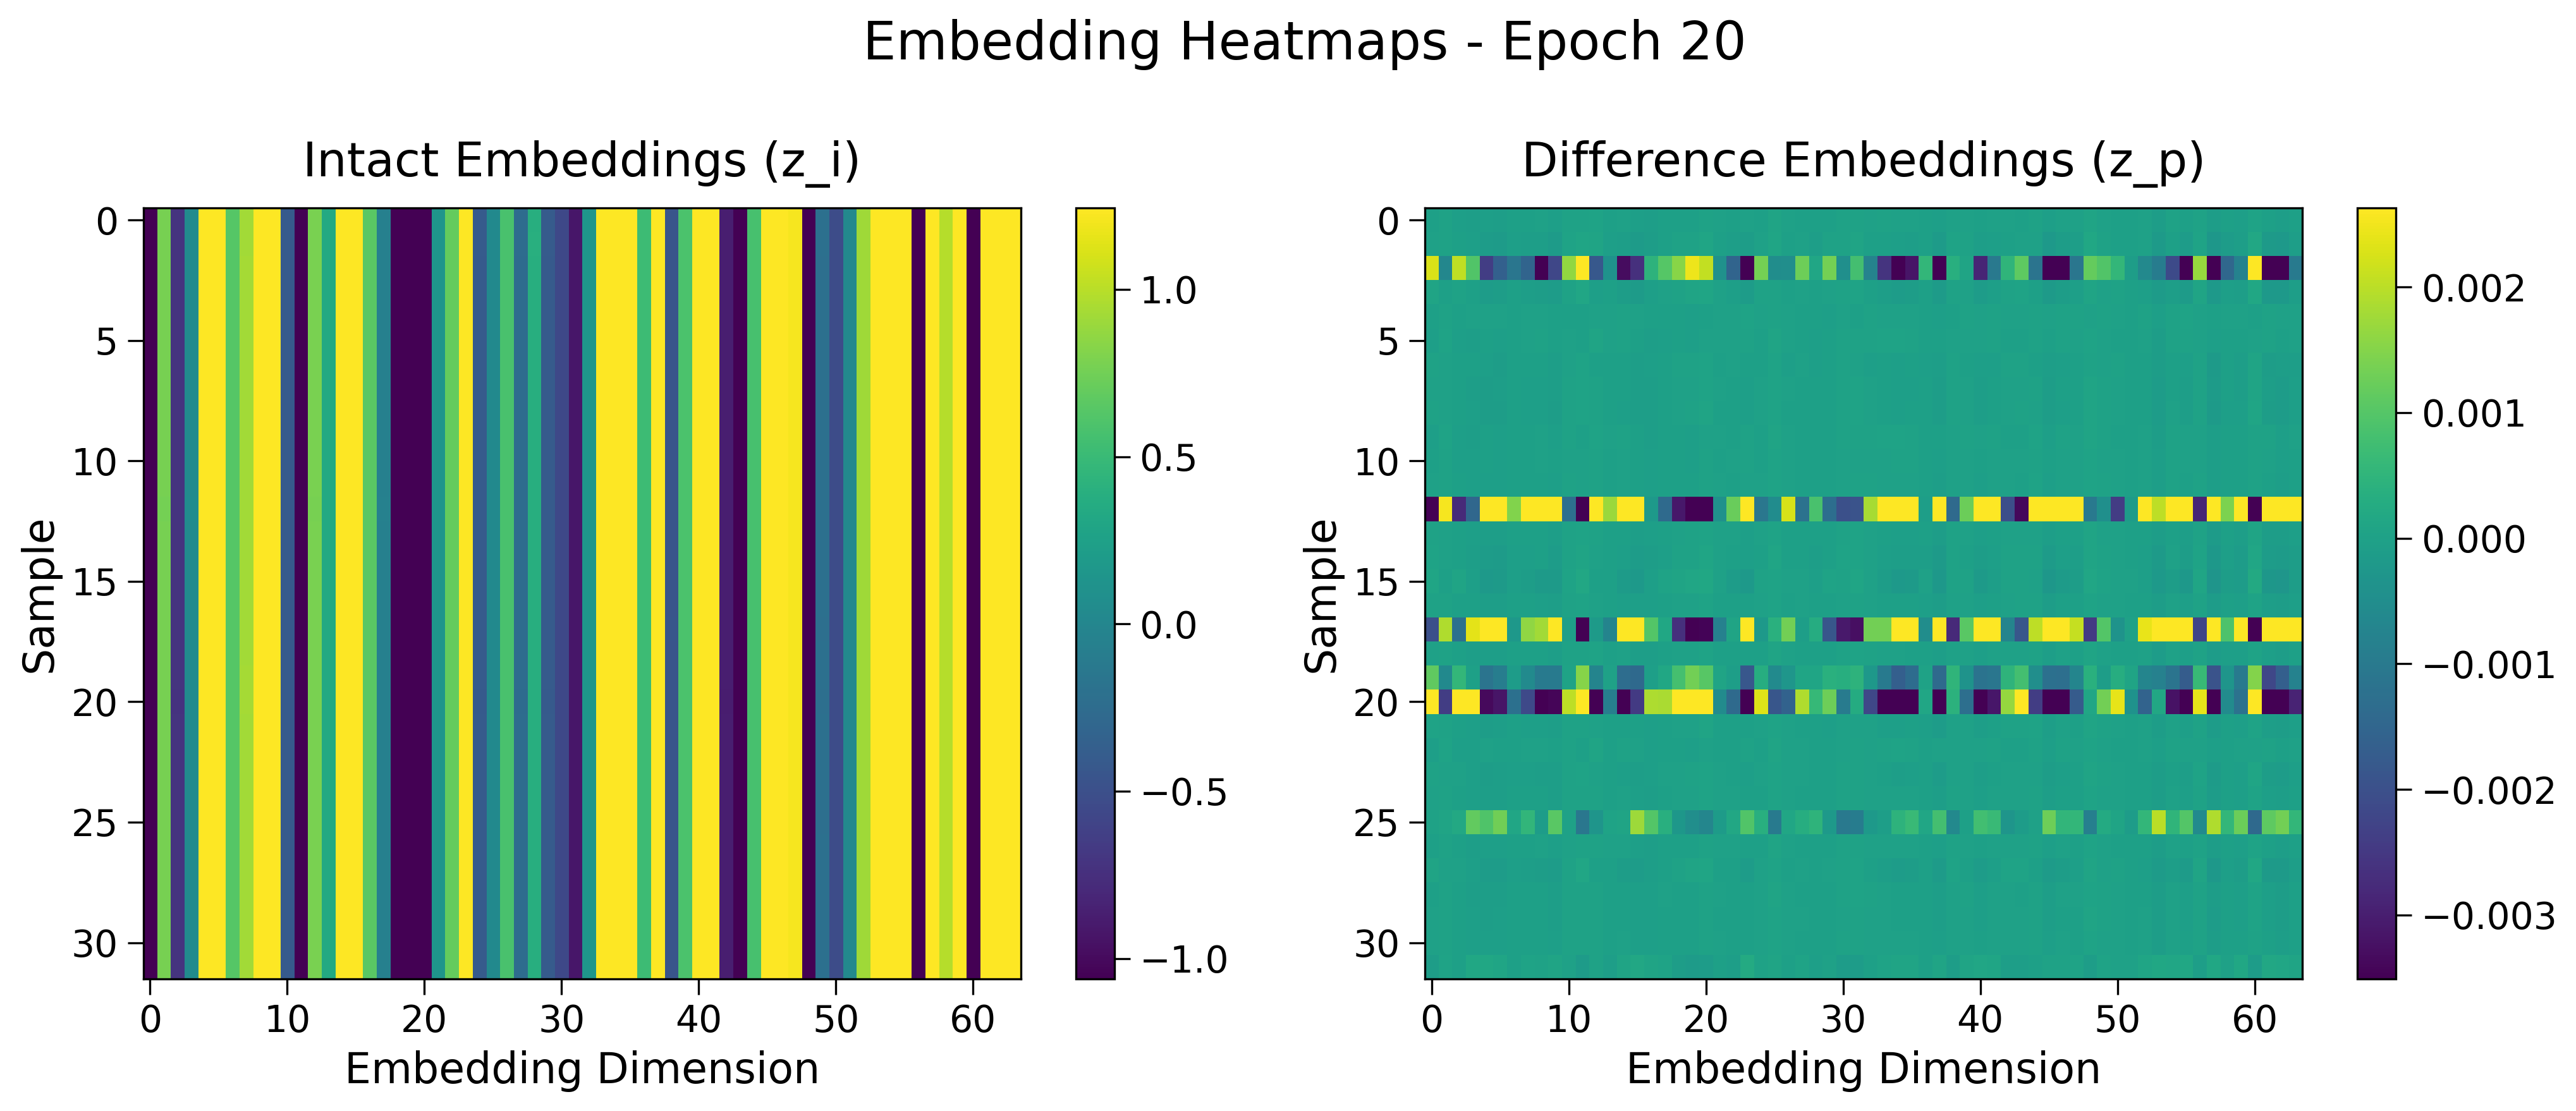 Embedding Heatmaps - Epoch 20
Intact Embeddings (z_i)
Difference Embeddings (z_p)
0
5
10
15
20
25
30
Sample
0 10 20 30 40 50 60
Embedding Dimension
1.0
0.5
0.0
−0.5
−1.0
0
5
10
15
20
25
30
Sample
0 10 20 30 40 50 60
Embedding Dimension
0.002
0.001
0.000
−0.001
−0.002
−0.003